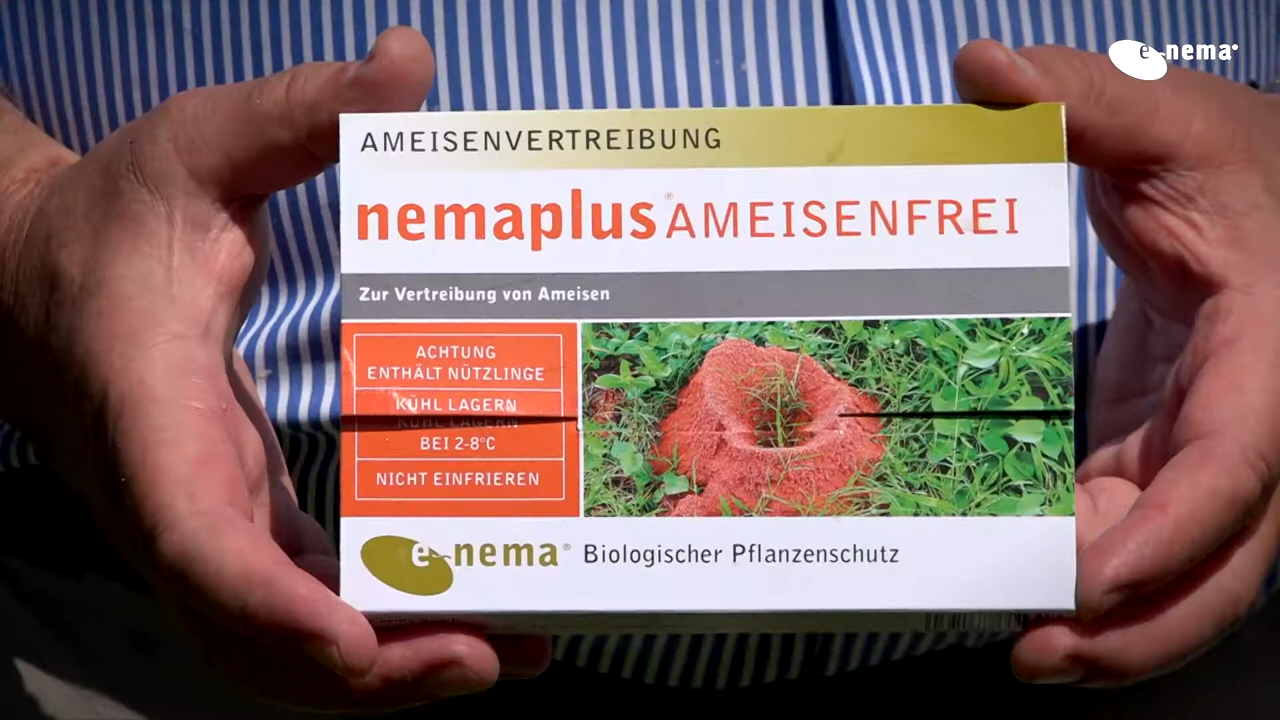 e-nema
AMEISENVERTREIBUNG
nemaplus® AMEISENFREI
Zur Vertreibung von Ameisen
ACHTUNG
ENTHÄLT NÜTZLINGE
KÜHL LAGERN
BEI 2-8°C
NICHT EINFRIEREN
e-nema® Biologischer Pflanzenschutz